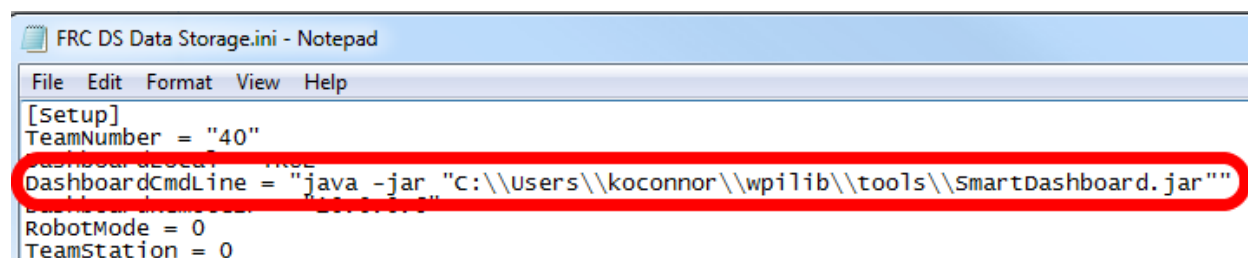 FRC DS Data Storage.ini - Notepad
File Edit Format View Help
[Setup]
TeamNumber = "40"
DashboardCmdLine = "java -jar "C:\\Users\\koconnor\\wpilib\\tools\\SmartDashboard.jar""
RobotMode = 0
TeamStation = 0